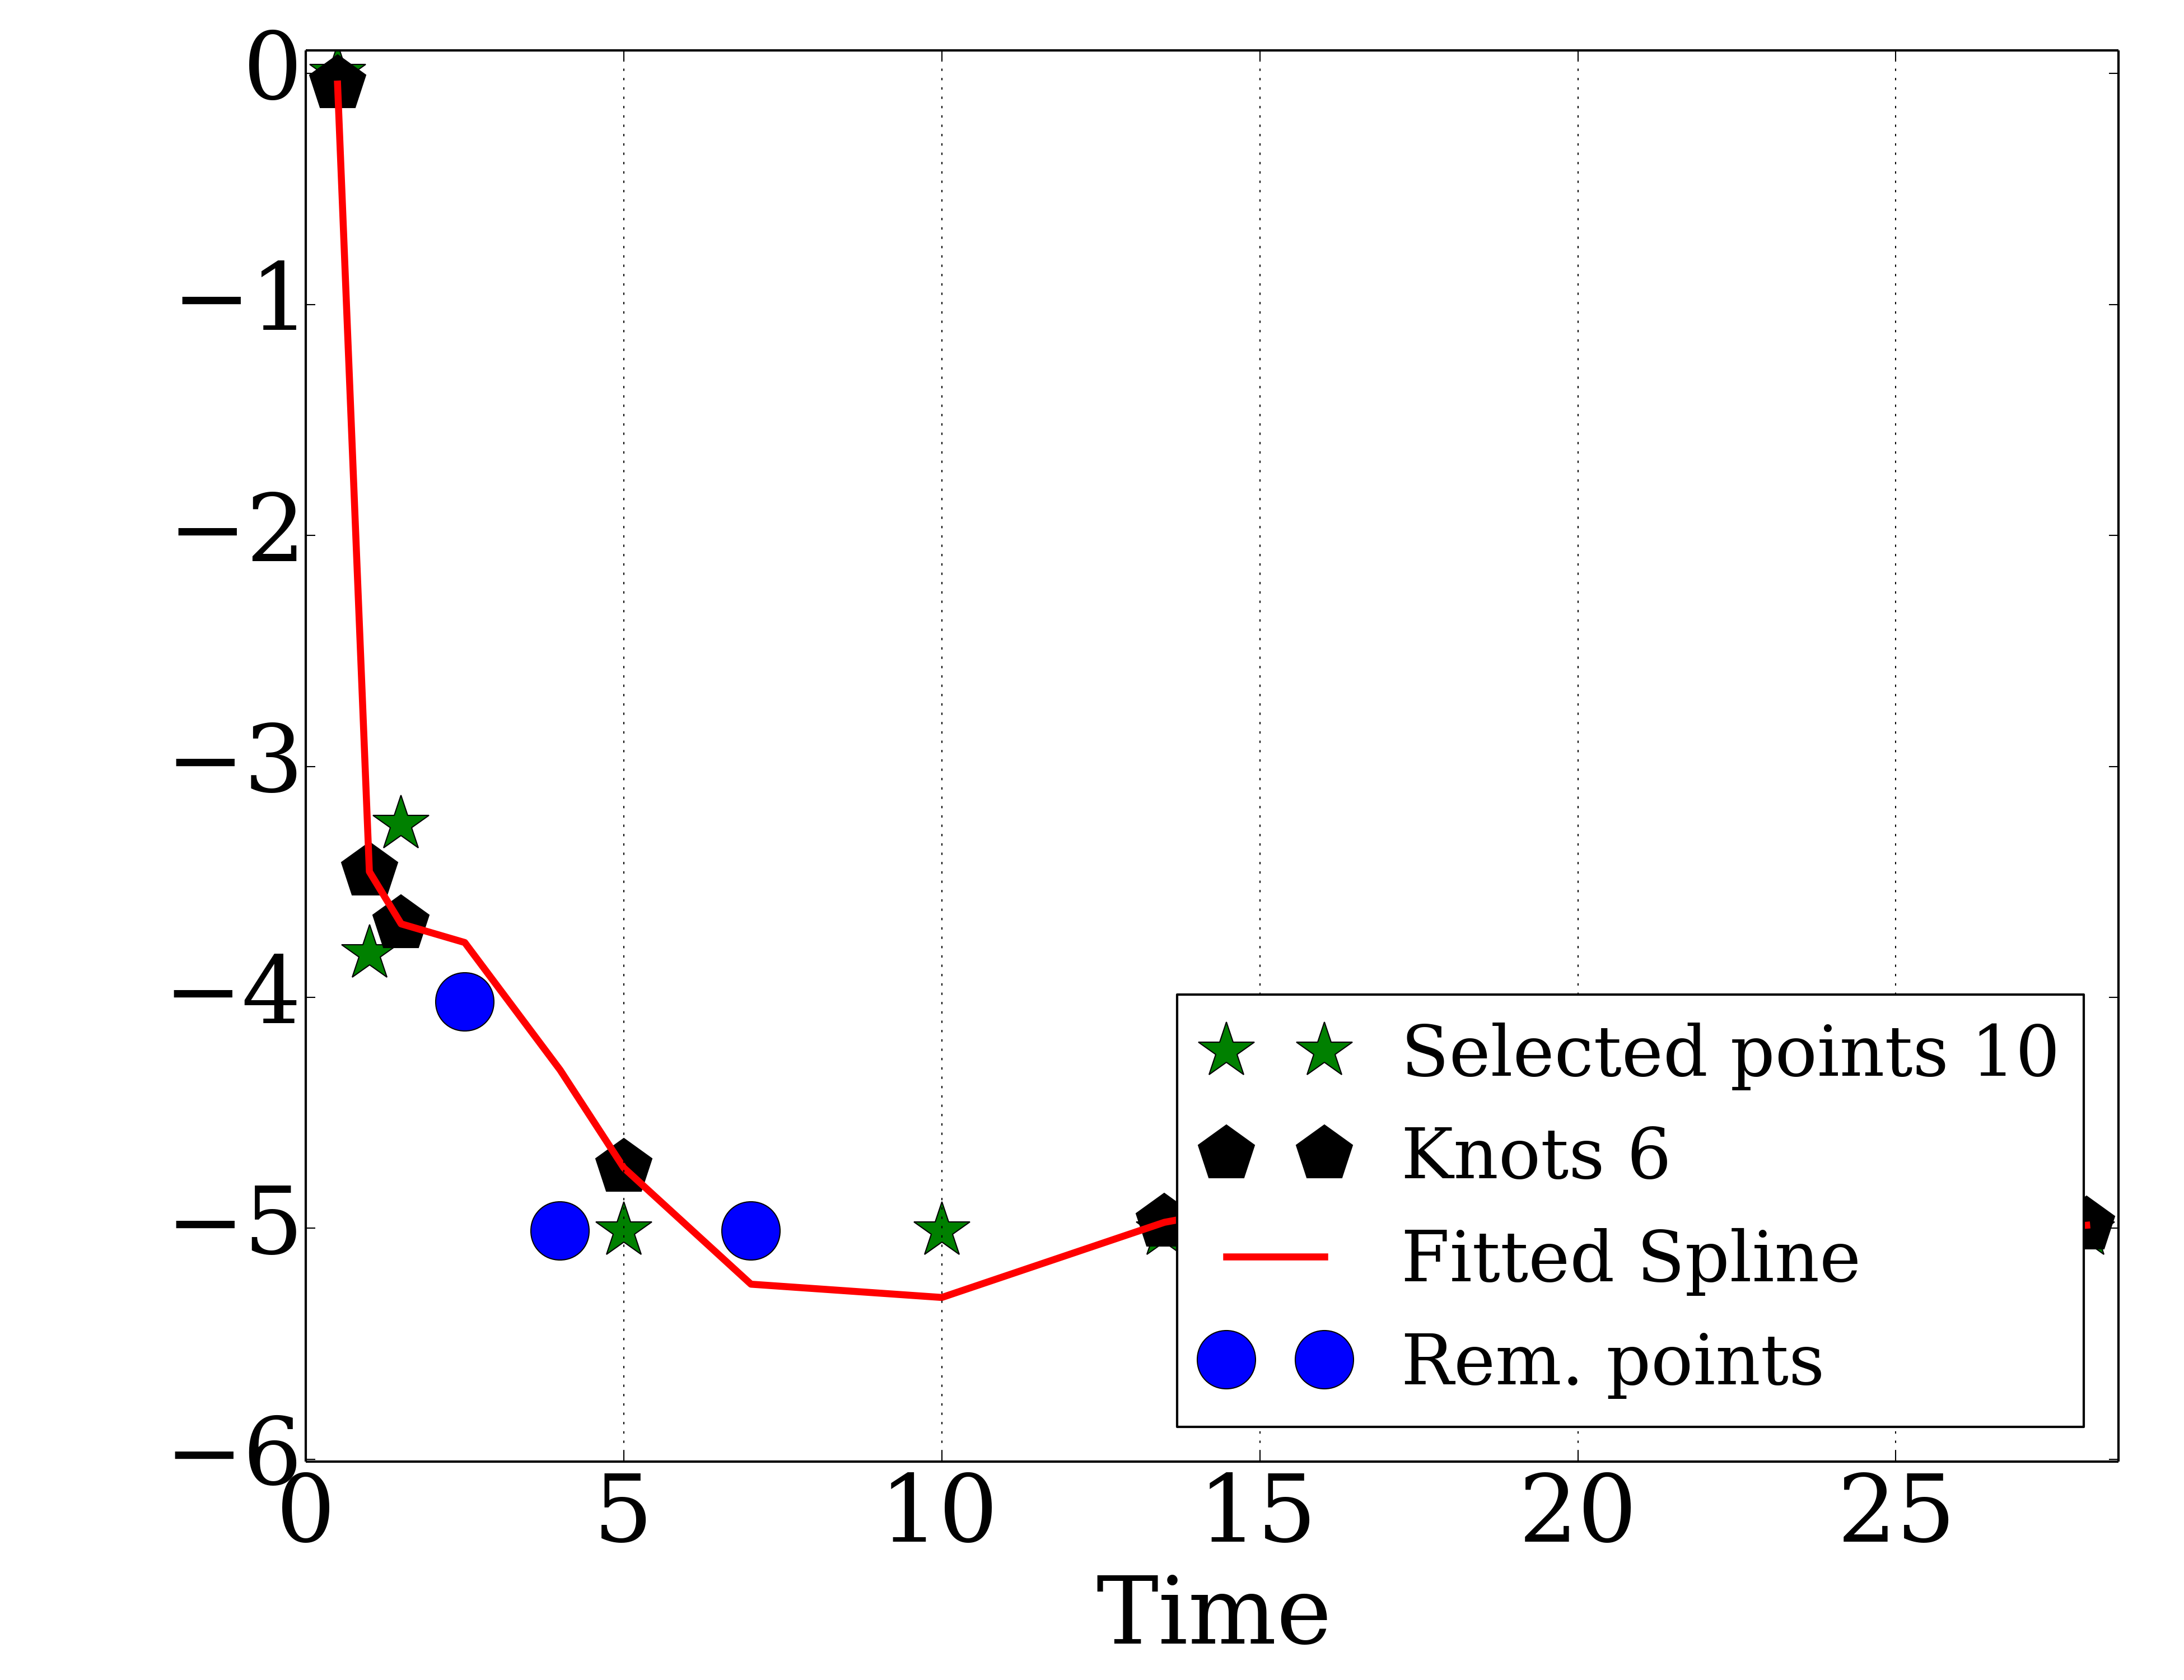 0
−1
−2
−3
−4
−5
−6
Selected points 10
Knots 6
Fitted Spline
Rem. points
0 5 10 15 20 25
Time